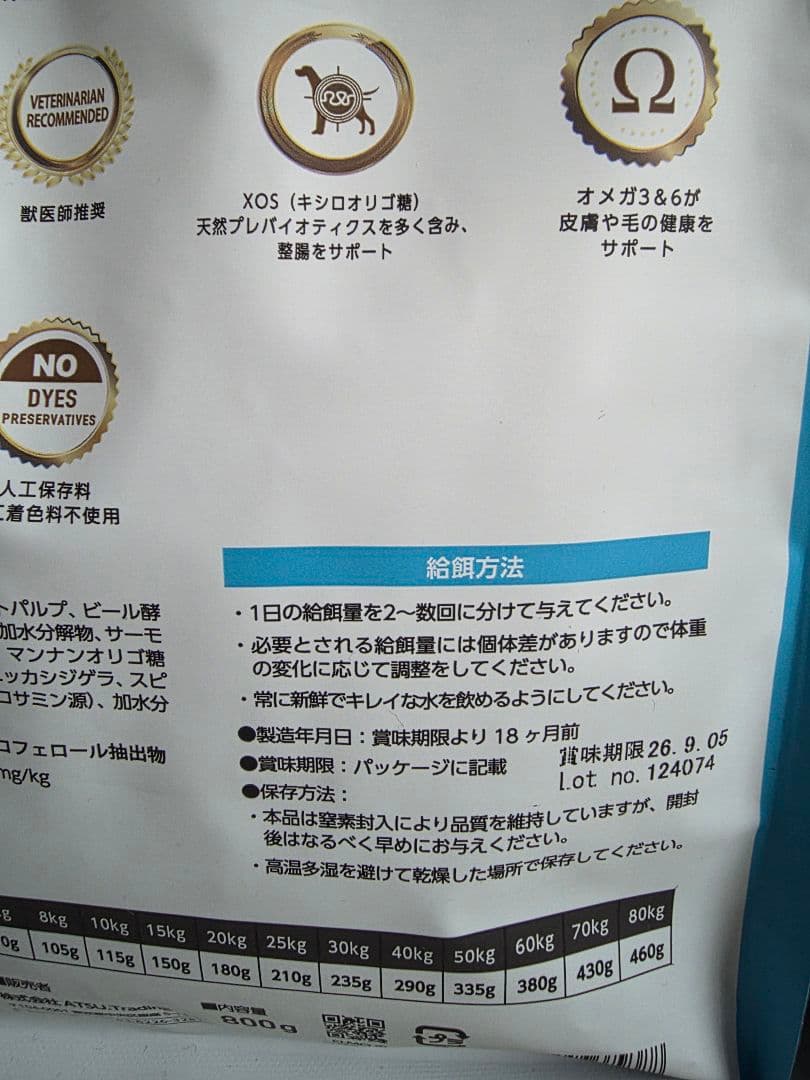 VETERINARIAN
RECOMMENDED
獣医師推奨
XOS（キシロオリゴ糖）
天然プレバイオティクスを多く含み、
整腸をサポート
Ω
オメガ3＆6が
皮膚や毛の健康を
サポート
NO
DYES
PRESERVATIVES
人工保存料
着色料不使用
トパルプ、ビール酵
加水分解物、サーモ
マンナンオリゴ糖
ッカシジゲラ、スピ
コサミン源）、加水分
コフェロール抽出物
mg/kg
給餌方法
・1日の給餌量を2〜数回に分けて与えてください。
・必要とされる給餌量には個体差がありますので体重
の変化に応じて調整をしてください。
・常に新鮮でキレイな水を飲めるようにしてください。
●製造年月日：賞味期限より 18 ヶ月前
●賞味期限：パッケージに記載
賞味期限26.9.05
Lot no.124074
●保存方法：
・本品は窒素封入により品質を維持していますが、開封
後はなるべく早めにお与えください。
・高温多湿を避けて乾燥した場所で保存してください。
8kg 10kg 15kg 20kg 25kg 30kg 40kg 50kg 60kg 70kg 80kg
105g 115g 150g 180g 210g 235g 290g 335g 380g 430g 460g
■販売者
株式会社 ATSU.Trading
■内容量
800g